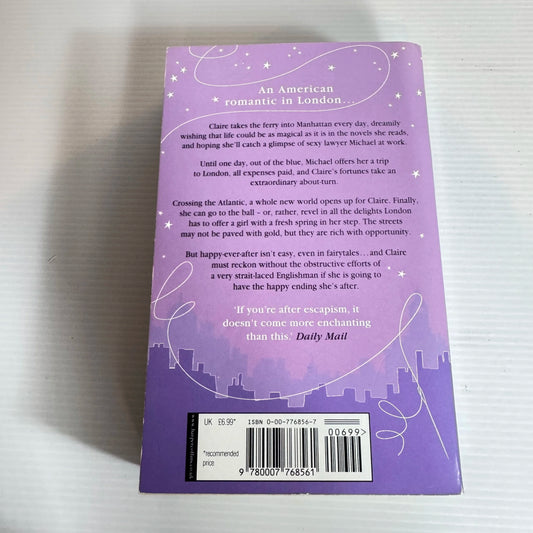 An American
romantic in London…
Claire takes the ferry into Manhattan every day, dreamily
wishing that life could be as magical as it is in the novels she reads,
and hoping she'll catch a glimpse of sexy lawyer Michael at work.
Until one day, out of the blue, Michael offers her a trip
to London, all expenses paid, and Claire's fortunes take an
extraordinary about-turn.
Crossing the Atlantic, a whole new world opens up for Claire. Finally,
she can go to the ball – or, rather, revel in all the delights London
has to offer a girl with a fresh spring in her step. The streets
may not be paved with gold, but they are rich with opportunity.
But happy-ever-after isn't easy, even in fairytales…and Claire
must reckon without the obstructive efforts of
a very strait-laced Englishman if she is going to
have the happy ending she's after.
'If you're after escapism, it
doesn't come more enchanting
than this.' Daily Mail
www.harpercollins.co.uk
UK £6.99*
*recommended
price
ISBN 0-00-776856-7
00699>
9 780007 768561